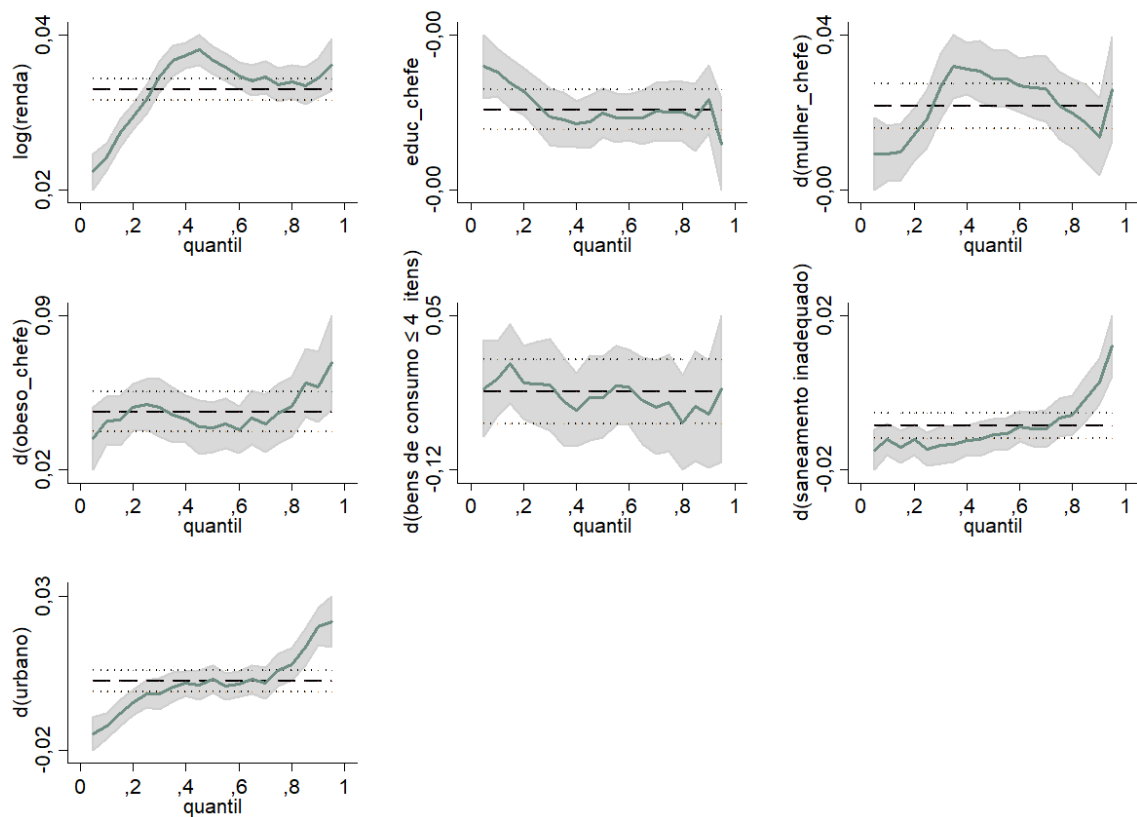 log(renda)
0,04
0,02
0 ,2 ,4 ,6 ,8 1
quantil
educ_chefe
-0,00
-0,00
0 ,2 ,4 ,6 ,8 1
quantil
d(mulher_chefe)
0,04
-0,00
0 ,2 ,4 ,6 ,8 1
quantil
d(obeso_chefe)
0,09
0,02
0 ,2 ,4 ,6 ,8 1
quantil
d(bens de consumo ≤ 4 itens)
0,05
-0,12
0 ,2 ,4 ,6 ,8 1
quantil
d(saneamento inadequado)
0,02
-0,02
0 ,2 ,4 ,6 ,8 1
quantil
d(urbano)
0,03
-0,02
0 ,2 ,4 ,6 ,8 1
quantil